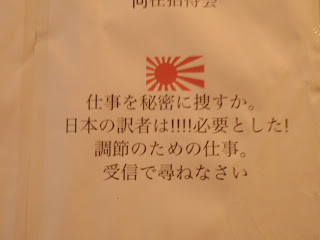 仕事を秘密に捜すか。
日本の訳者は!!!!必要とした!
調節のための仕事。
受信で尋ねなさい